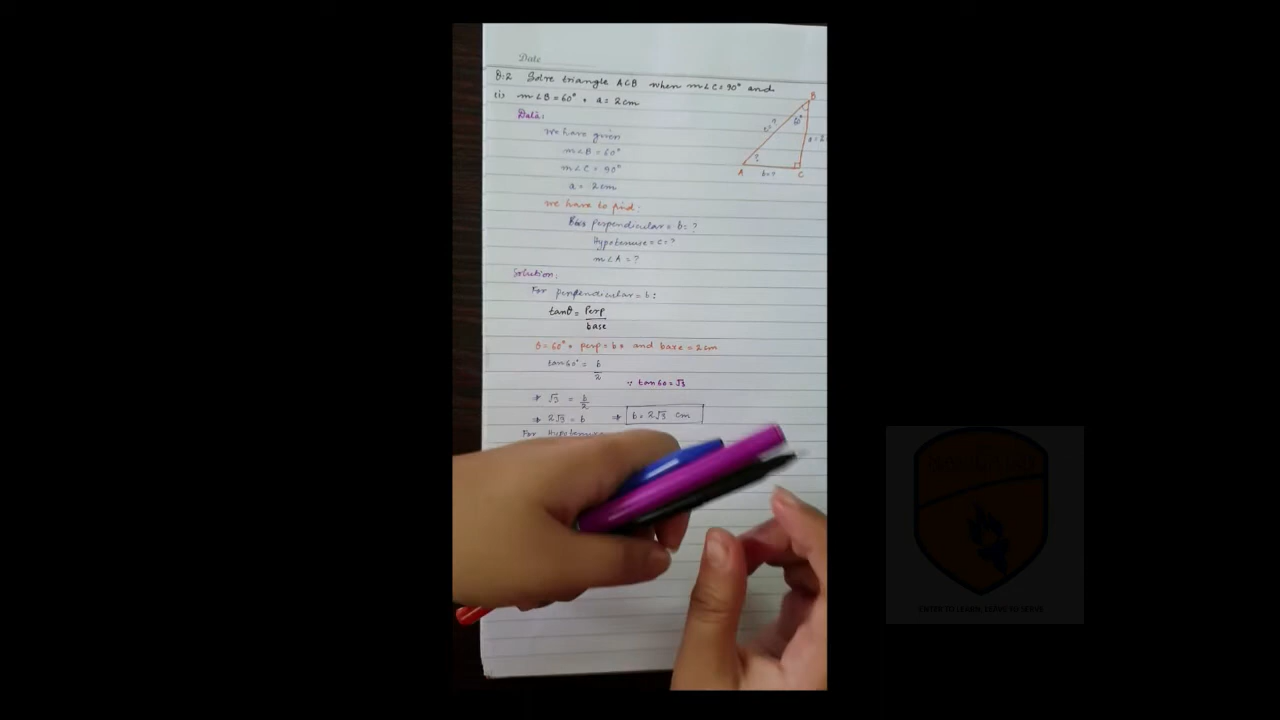 Date
Q.2 Solve triangle ACB when m∠C = 90° and
(i) m∠B = 60° , a = 2cm
Data:
We have given
m∠B = 60°
m∠C = 90°
a = 2cm
We have to find:
perpendicular = b = ?
Hypotenuse = c = ?
m∠A = ?
Solution:
For perpendicular = b :
tanθ = Perp
base
θ = 60° , perp = b and base = 2cm
tan60° = b
2
∵ tan60 = √3
⇒ √3 = b
2
⇒ 2√3 = b ⇒ b = 2√3 cm
For Hypotenuse
B
60°
c = ?
a = 2
?
A
b = ?
C